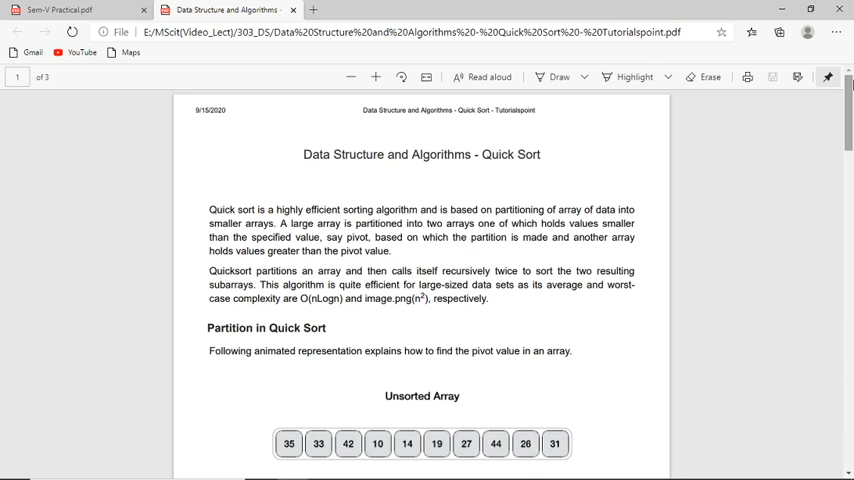 Sem-V Practical.pdf
Data Structure and Algorithms -
Gmail
YouTube
Maps
File
E:/MScit(Video_Lect)/303_DS/Data%20Structure%20and%20Algorithms%20-%20Quick%20Sort%20-%20Tutorialspoint.pdf
1 of 3
Read aloud
Draw
Highlight
Erase
9/15/2020
Data Structure and Algorithms - Quick Sort - Tutorialspoint
Data Structure and Algorithms - Quick Sort
Quick sort is a highly efficient sorting algorithm and is based on partitioning of array of data into
smaller arrays. A large array is partitioned into two arrays one of which holds values smaller
than the specified value, say pivot, based on which the partition is made and another array
holds values greater than the pivot value.
Quicksort partitions an array and then calls itself recursively twice to sort the two resulting
subarrays. This algorithm is quite efficient for large-sized data sets as its average and worst-
case complexity are O(nLogn) and image.png(n²), respectively.
Partition in Quick Sort
Following animated representation explains how to find the pivot value in an array.
Unsorted Array
35 33 42 10 14 19 27 44 26 31